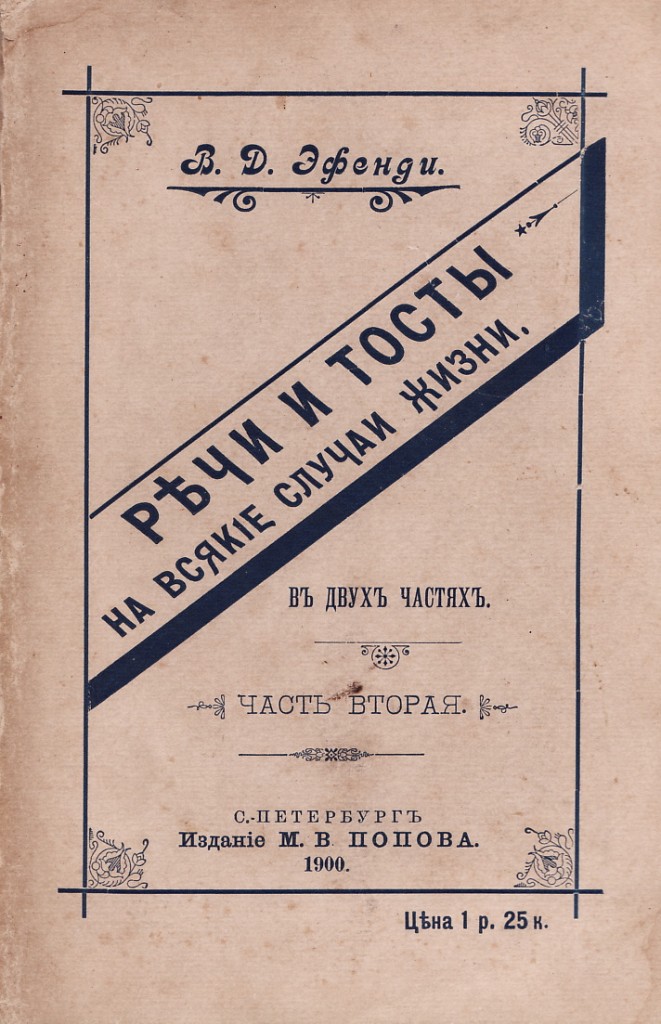 В. Д. Эфенди.
РѢЧИ И ТОСТЫ
НА ВСЯКІЕ СЛУЧАИ ЖИЗНИ.
ВЪ ДВУХЪ ЧАСТЯХЪ.
ЧАСТЬ ВТОРАЯ.
С.-ПЕТЕРБУРГЪ
Изданіе М. В. ПОПОВА.
1900.
Цѣна 1 р. 25 к.